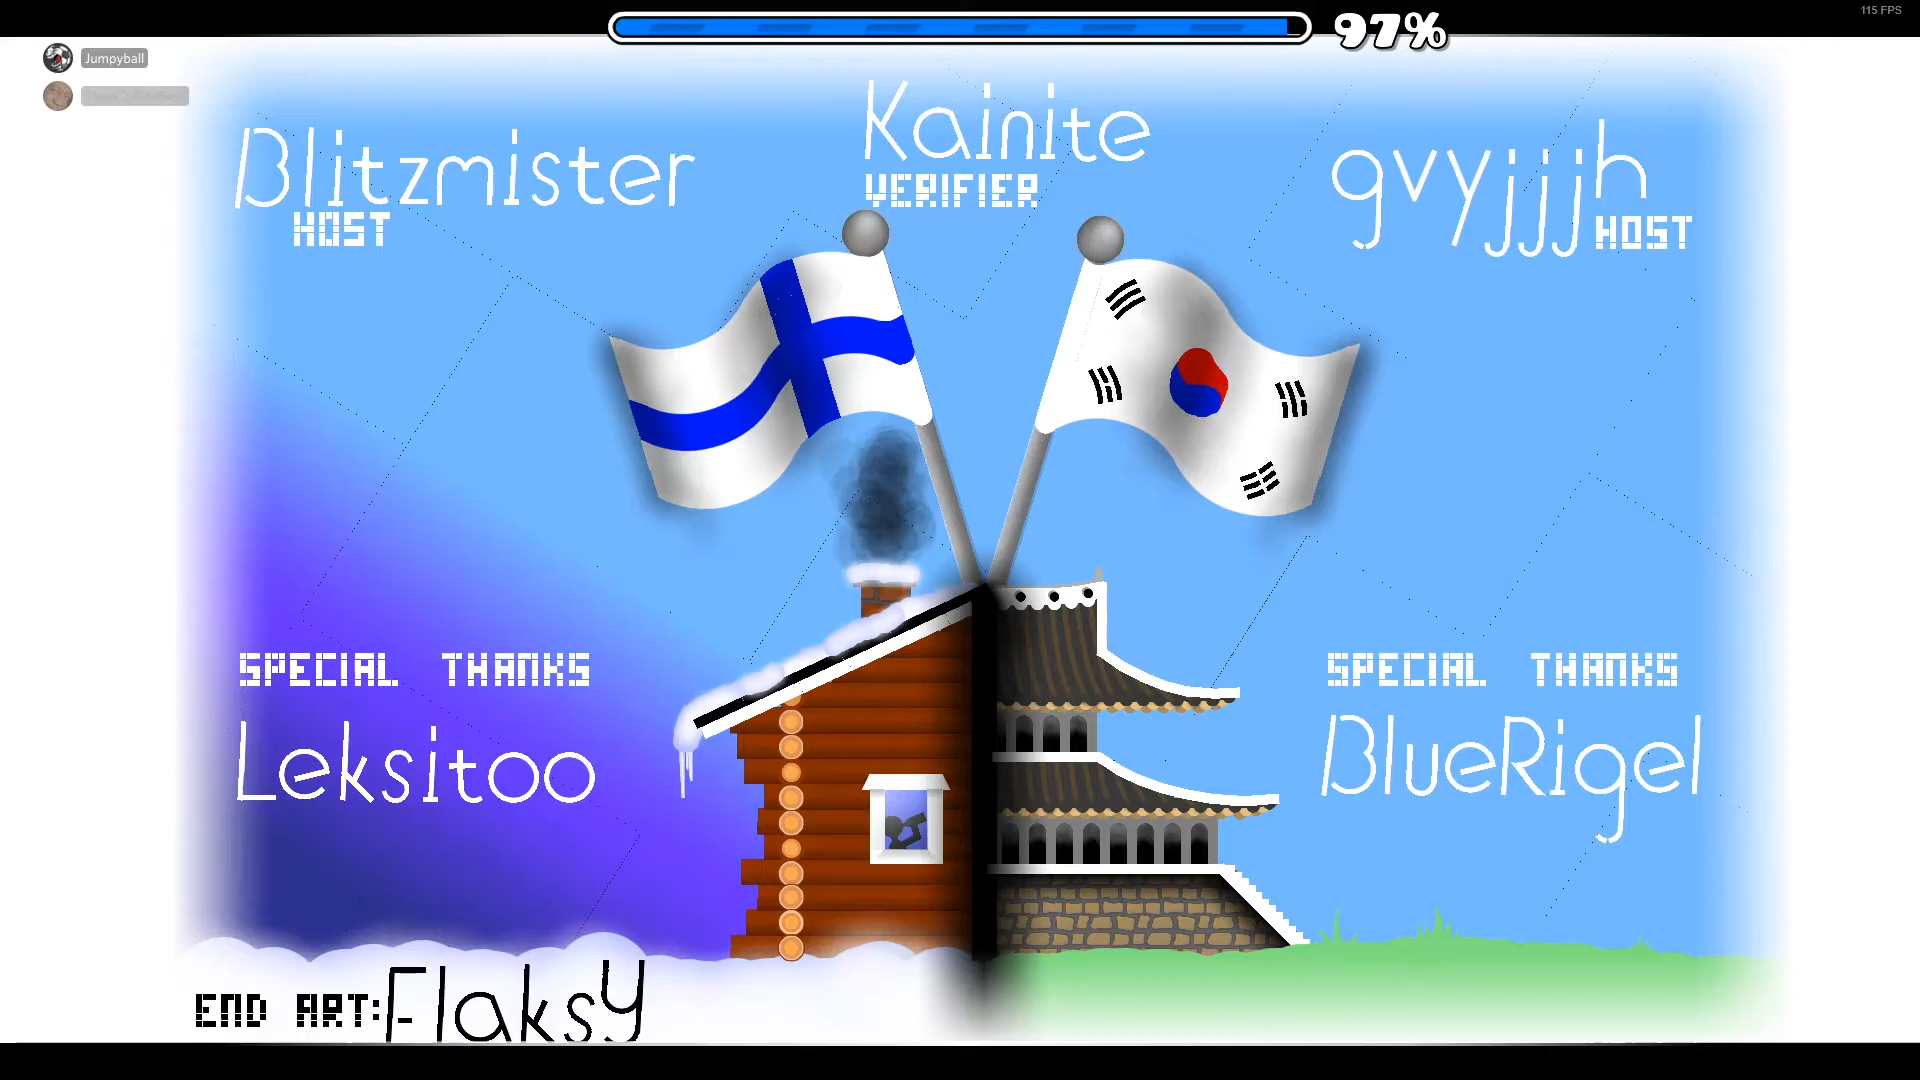 97%
115 FPS
Jumpyball
Blitzmister
HOST
Kainite
VERIFIER
gvyjjjh
HOST
SPECIAL THANKS
Leksitoo
SPECIAL THANKS
BlueRigel
END ART: Flaksy